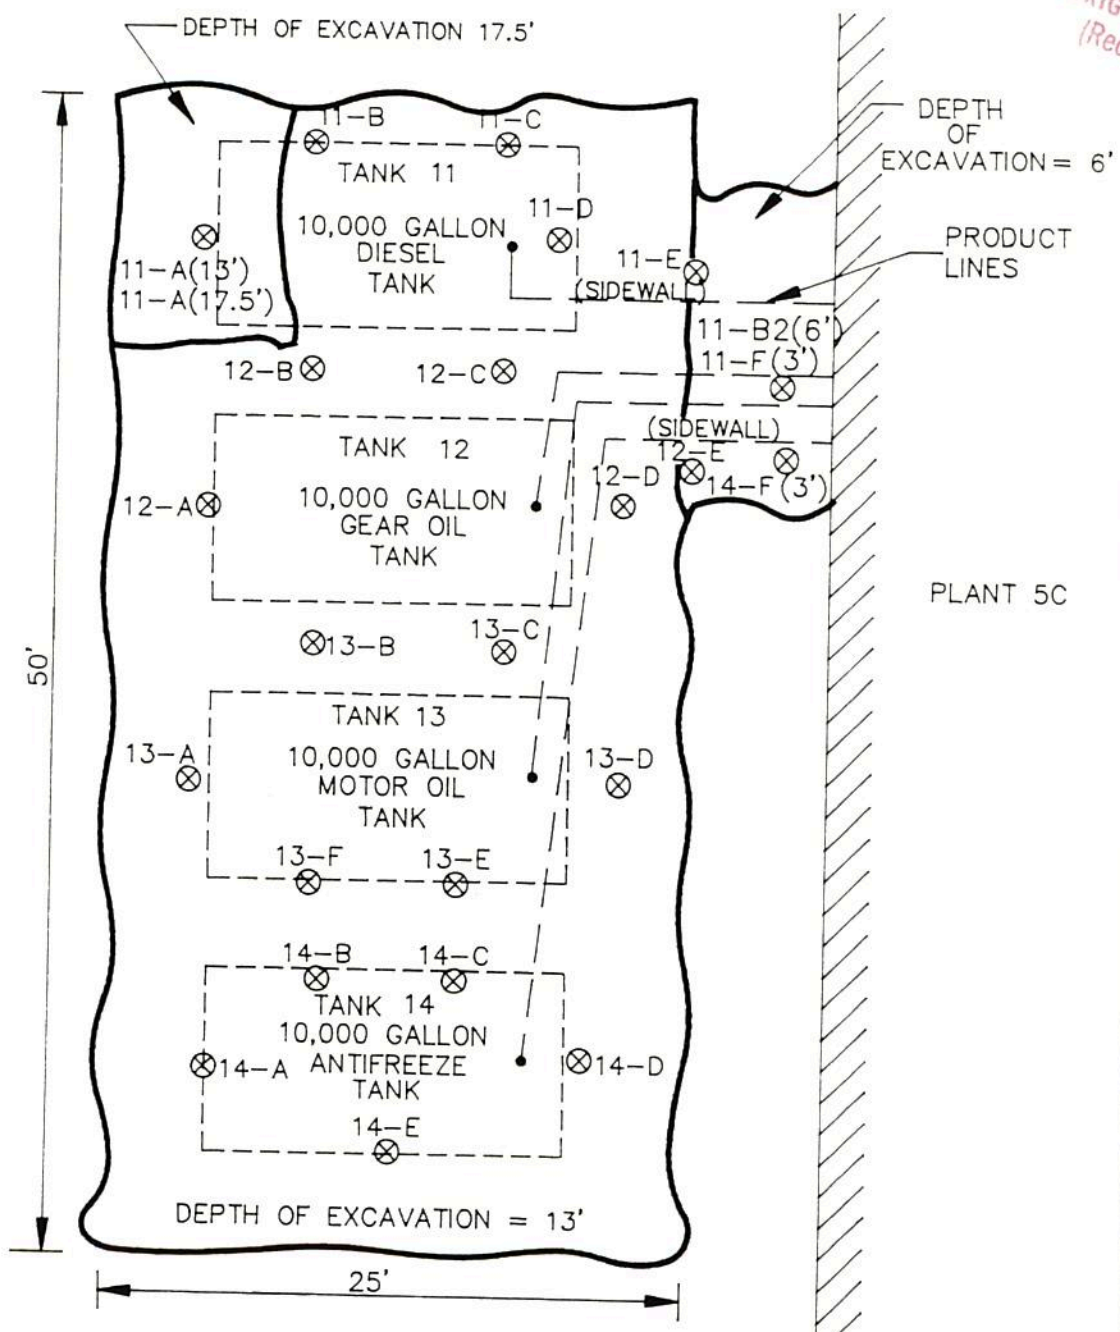 DEPTH OF EXCAVATION 17.5'
DEPTH
OF
EXCAVATION = 6'
11-B
11-C
TANK 11
10,000 GALLON
DIESEL
TANK
11-D
11-A(13')
11-A(17.5')
11-E
(SIDEWALL)
PRODUCT
LINES
11-B2(6')
11-F(3')
12-B
12-C
(SIDEWALL)
12-E
14-F(3')
TANK 12
10,000 GALLON
GEAR OIL
TANK
12-A
12-D
PLANT 5C
50'
13-B
13-C
TANK 13
10,000 GALLON
MOTOR OIL
TANK
13-A
13-D
13-F
13-E
14-B
14-C
TANK 14
10,000 GALLON
ANTIFREEZE
TANK
14-A
14-D
14-E
DEPTH OF EXCAVATION = 13'
25'